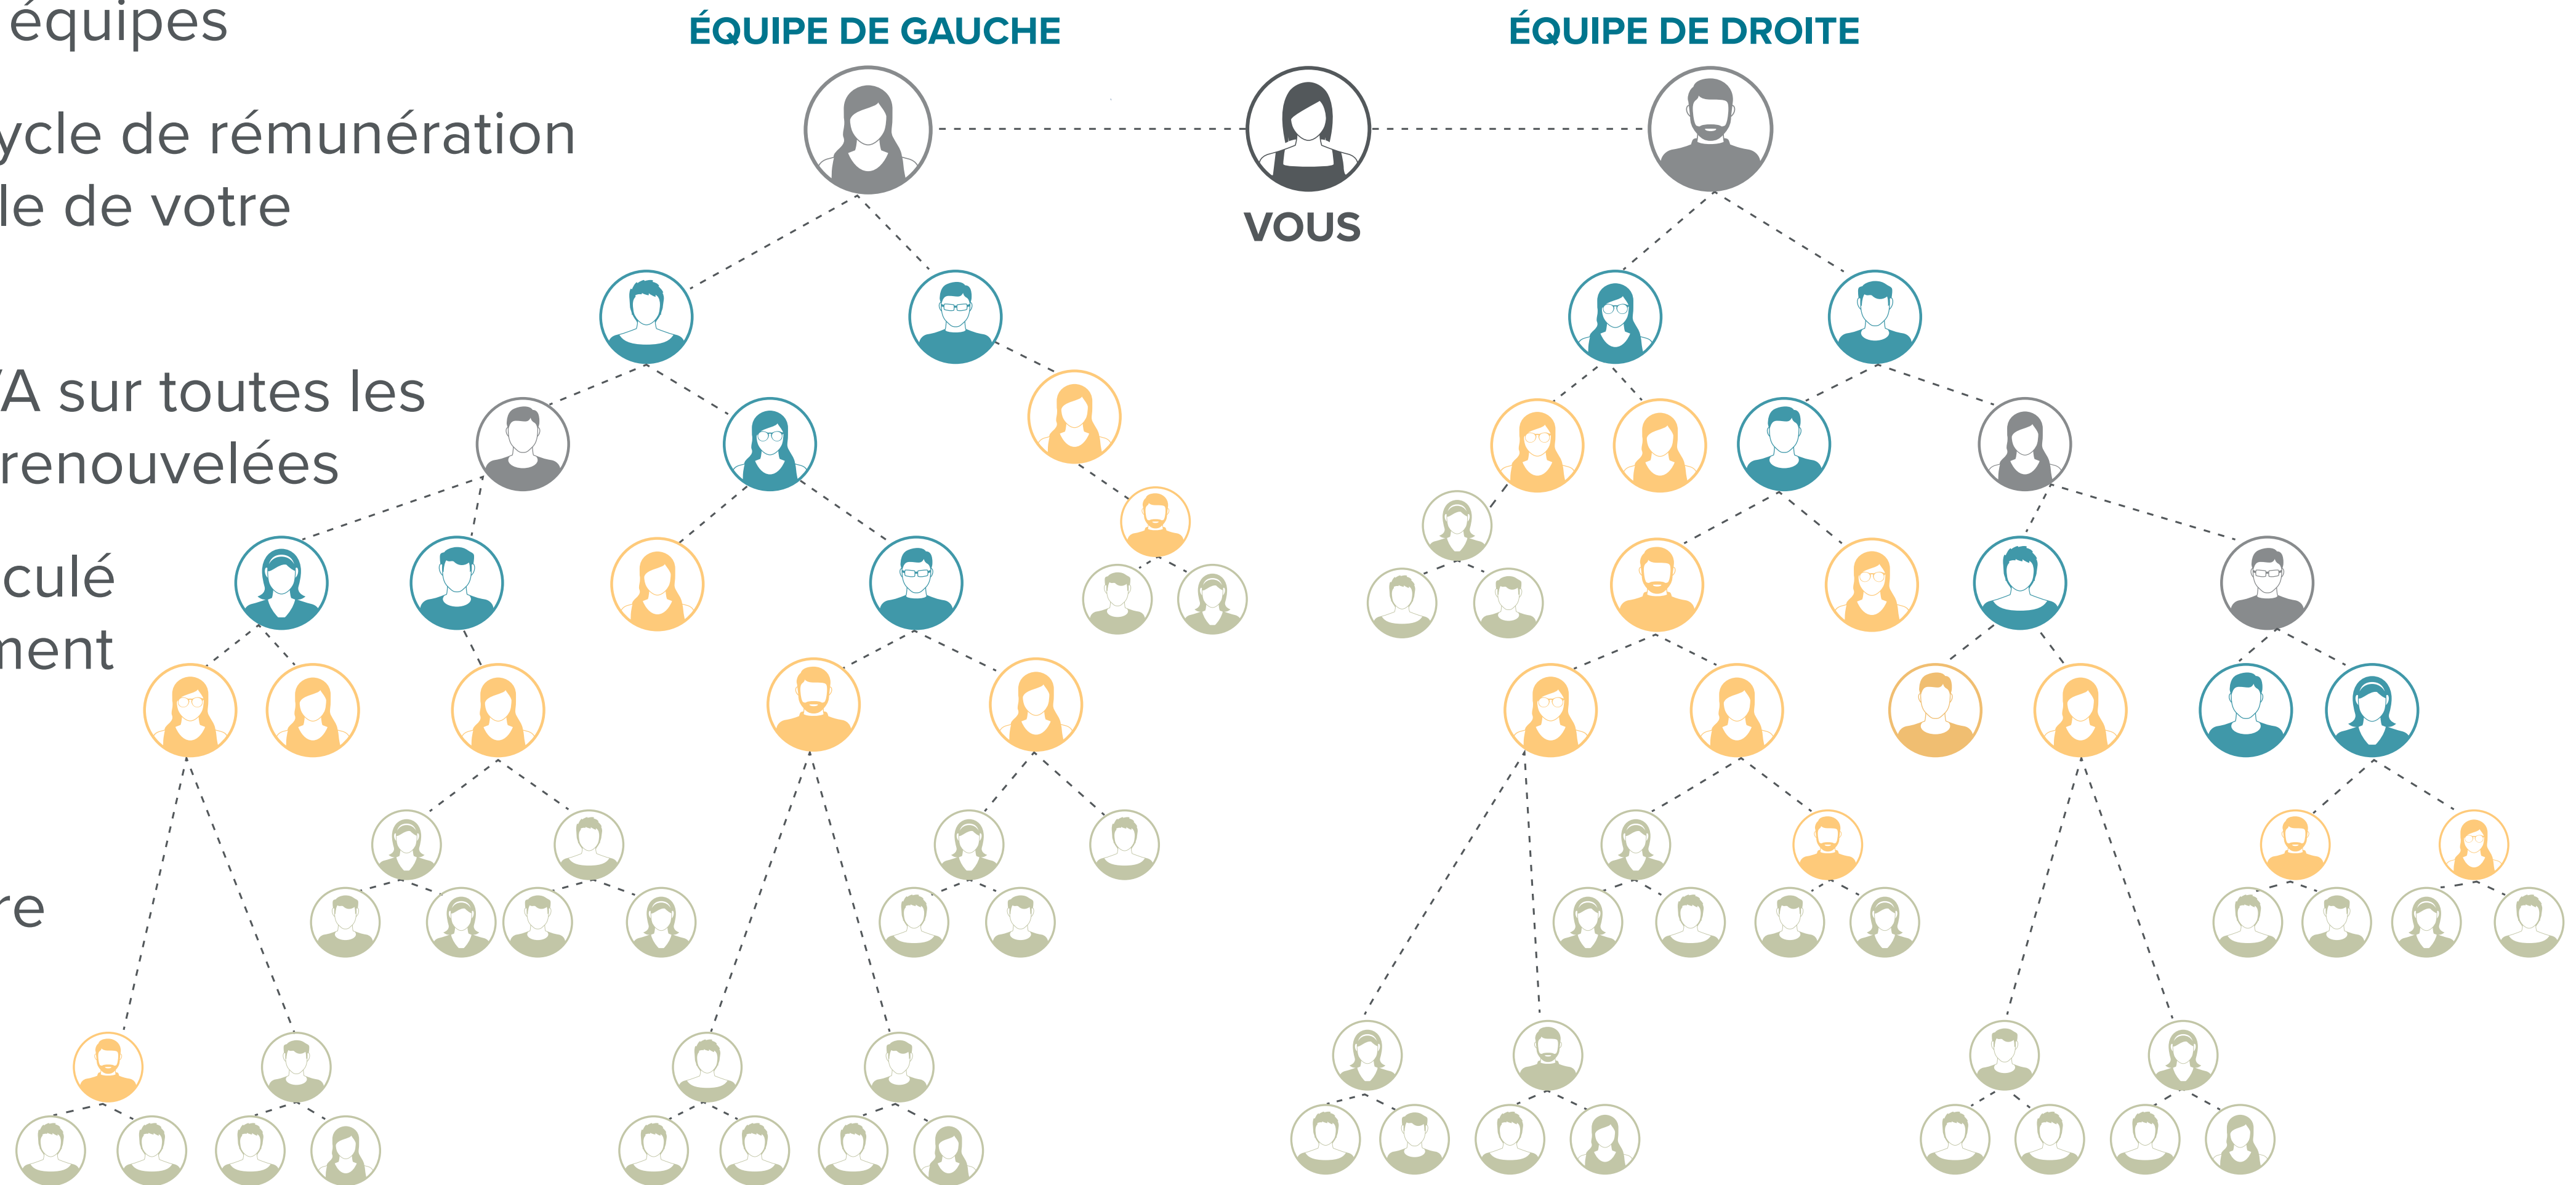 équipes
ycle de rémunération
le de votre
A sur toutes les
renouvelées
culé
ment
re
ÉQUIPE DE GAUCHE
ÉQUIPE DE DROITE
VOUS